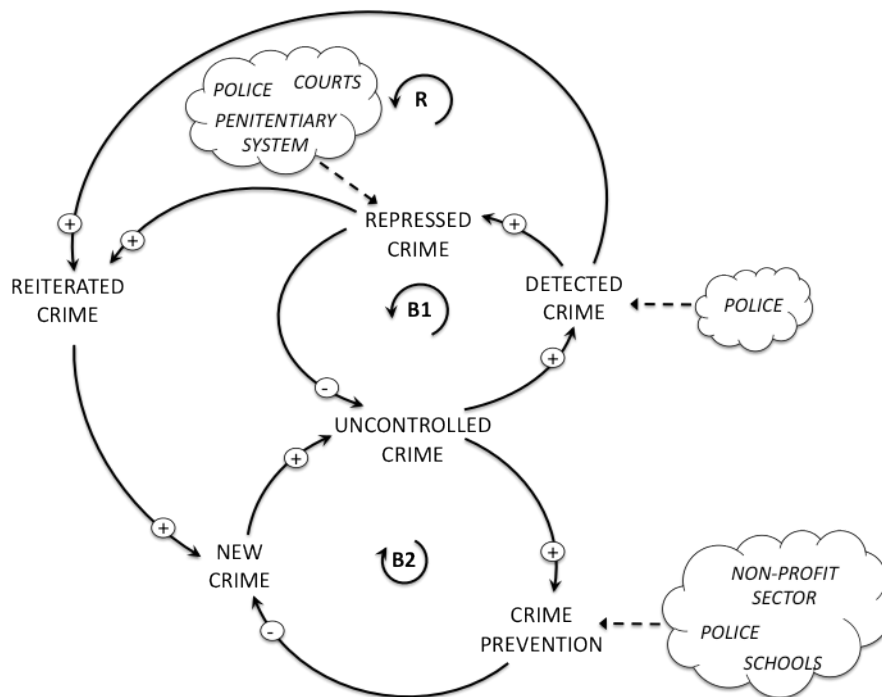 POLICE
COURTS
PENITENTIARY
SYSTEM
R
+
+
REPRESSED
CRIME
+
REITERATED
CRIME
DETECTED
CRIME
POLICE
B1
+
-
UNCONTROLLED
CRIME
+
+
NEW
CRIME
B2
+
NON-PROFIT
SECTOR
CRIME
PREVENTION
POLICE
SCHOOLS
-